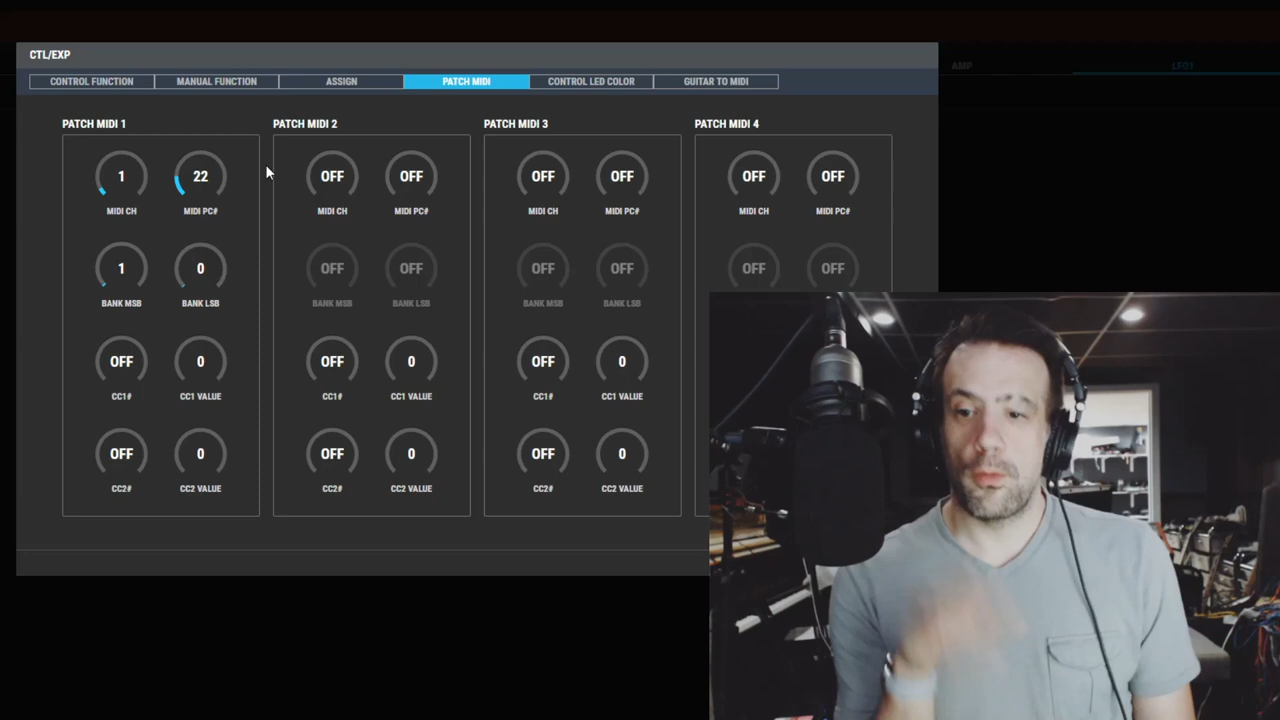 CTL/EXP
AMP
LFO1
CONTROL FUNCTION MANUAL FUNCTION ASSIGN PATCH MIDI CONTROL LED COLOR GUITAR TO MIDI
PATCH MIDI 1 PATCH MIDI 2 PATCH MIDI 3 PATCH MIDI 4
1 22 OFF OFF OFF OFF OFF OFF
MIDI CH MIDI PC# MIDI CH MIDI PC# MIDI CH MIDI PC# MIDI CH MIDI PC#
1 0 OFF OFF OFF OFF OFF OFF
BANK MSB BANK LSB BANK MSB BANK LSB BANK MSB BANK LSB
OFF 0 OFF 0 OFF 0
CC1# CC1 VALUE CC1# CC1 VALUE CC1# CC1 VALUE
OFF 0 OFF 0 OFF 0
CC2# CC2 VALUE CC2# CC2 VALUE CC2# CC2 VALUE